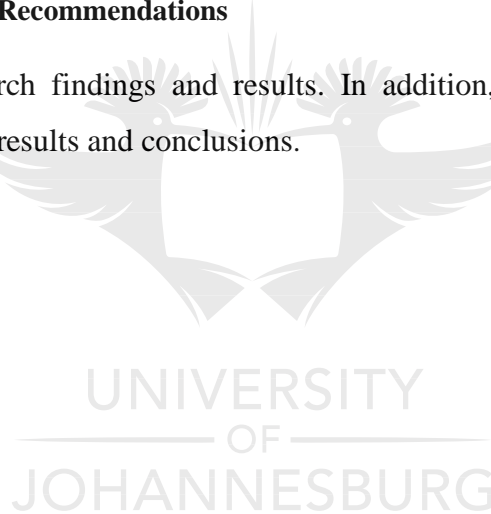 Recommendations
rch findings and results. In addition,
results and conclusions.
UNIVERSITY
OF
JOHANNESBURG